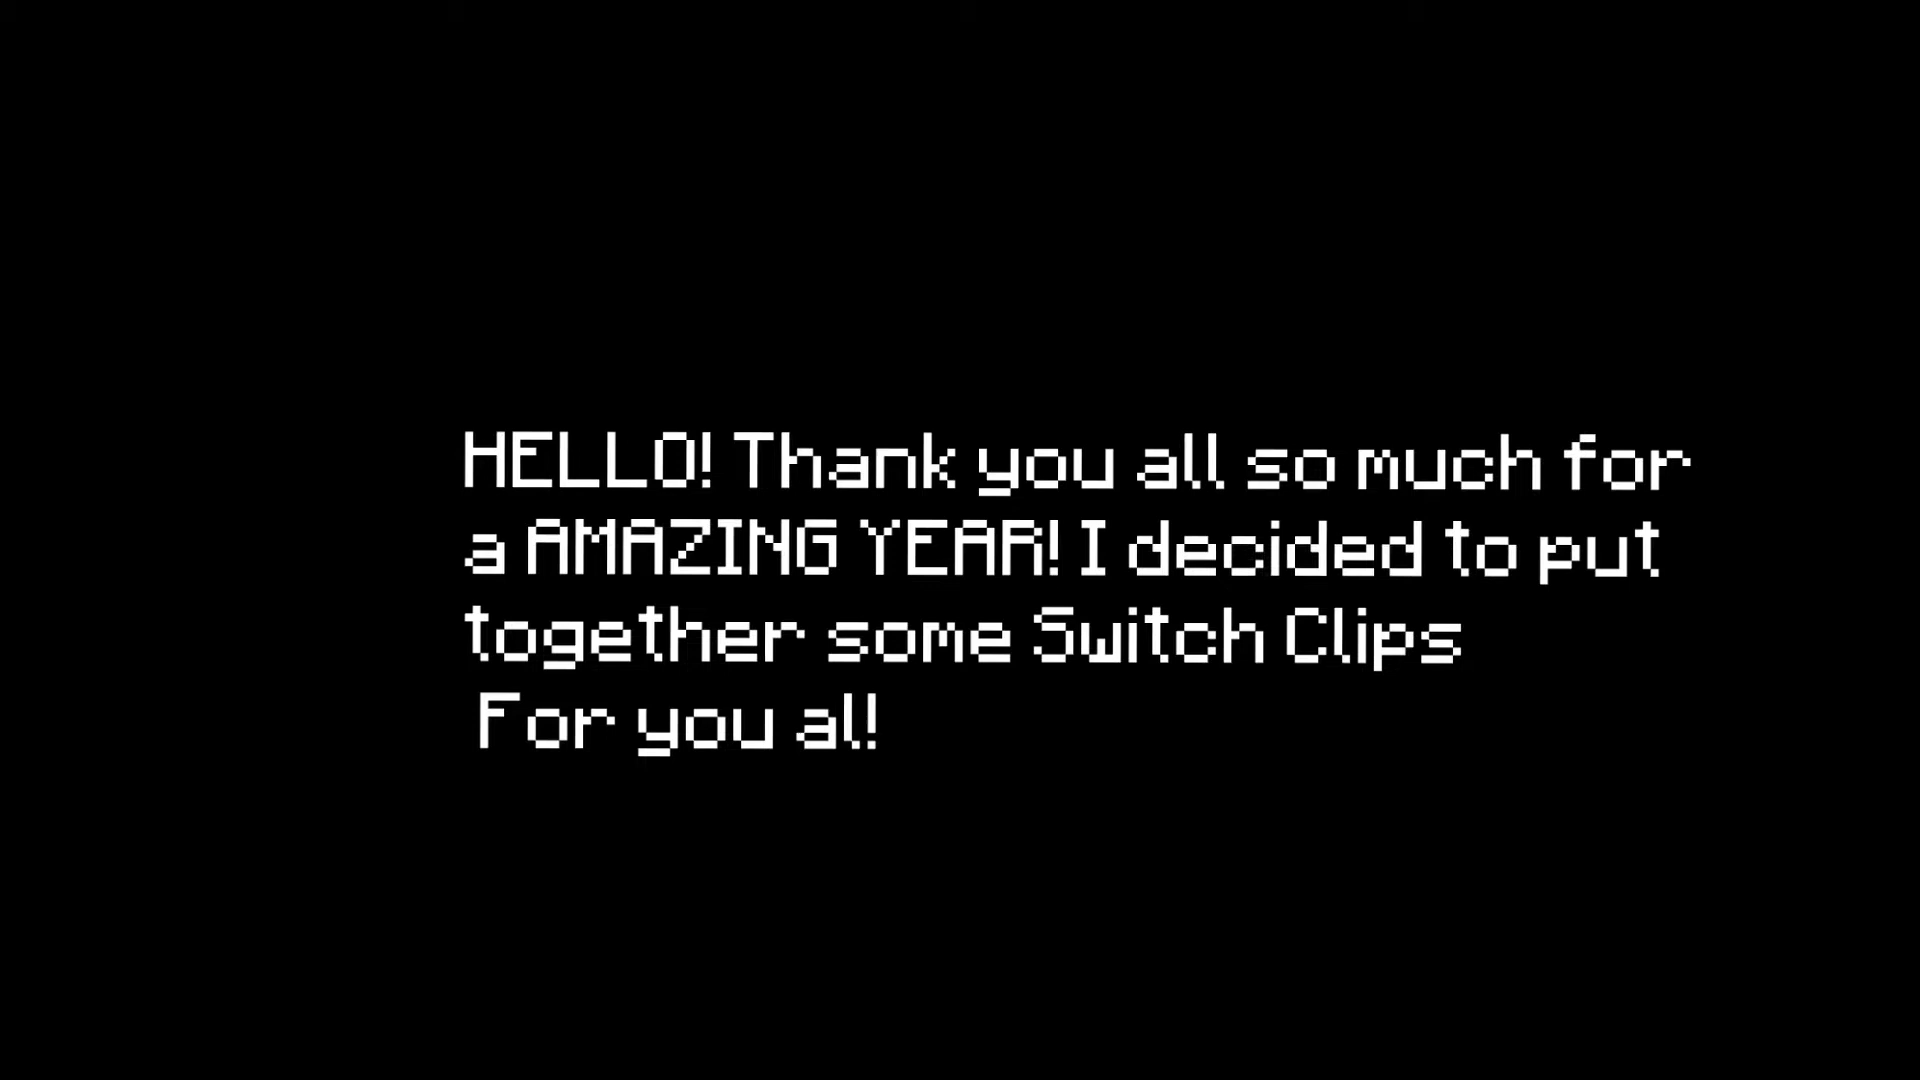 HELLO! Thank you all so much for
a AMAZING YEAR! I decided to put
together some Switch Clips
For you al!